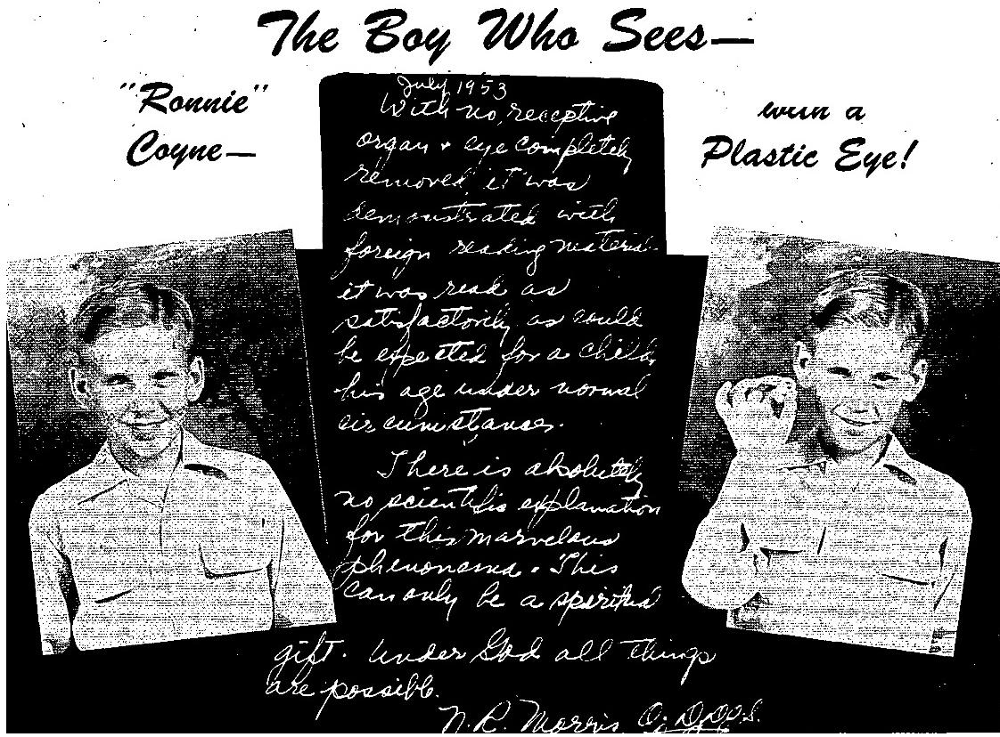 The Boy Who Sees—
"Ronnie"
Coyne—
with a
Plastic Eye!
July 1953
With no receptive
organ + eye completely
removed, it was
demonstrated with
foreign reading material
it was read as
satisfactorily as could
be expected for a child
his age under normal
circumstances.
There is absolutely
no scientific explanation
for this marvelous
phenonama. This
can only be a spiritual
gift. Under God all things
are possible.
N. R. Morris